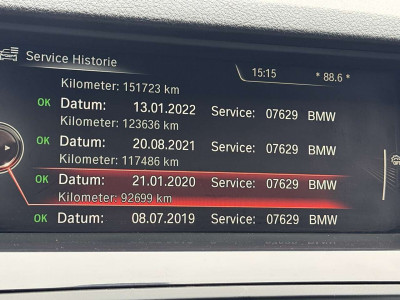 Service Historie
15:15
* 88.6 *
Kilometer: 151723 km
OK Datum: 13.01.2022 Service: 07629 BMW
Kilometer: 123636 km
OK Datum: 20.08.2021 Service: 07629 BMW
Kilometer: 117486 km
OK Datum: 21.01.2020 Service: 07629 BMW
Kilometer: 92699 km
OK Datum: 08.07.2019 Service: 07629 BMW